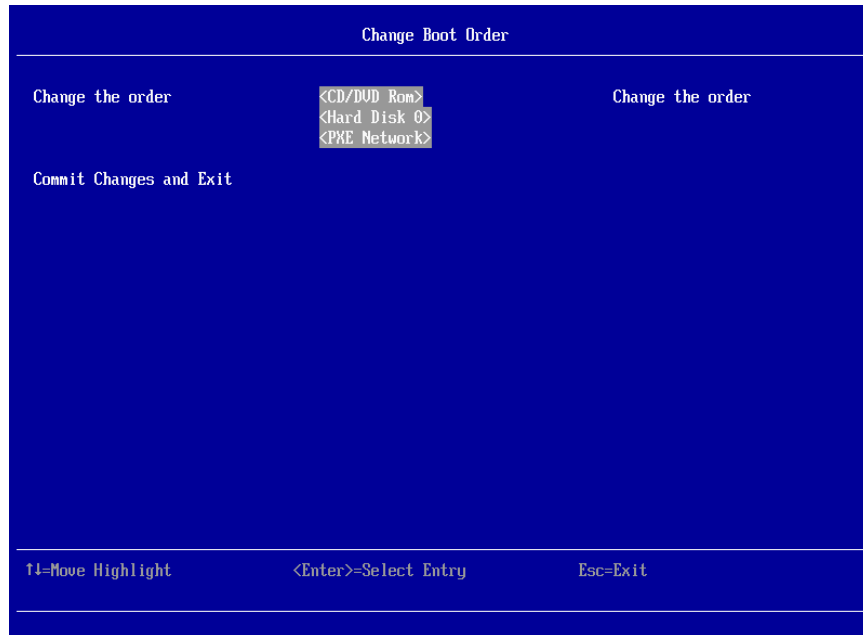 Change Boot Order
Change the order <CD/DVD Rom> Change the order
<Hard Disk 0>
<PXE Network>
Commit Changes and Exit
↑↓=Move Highlight <Enter>=Select Entry Esc=Exit